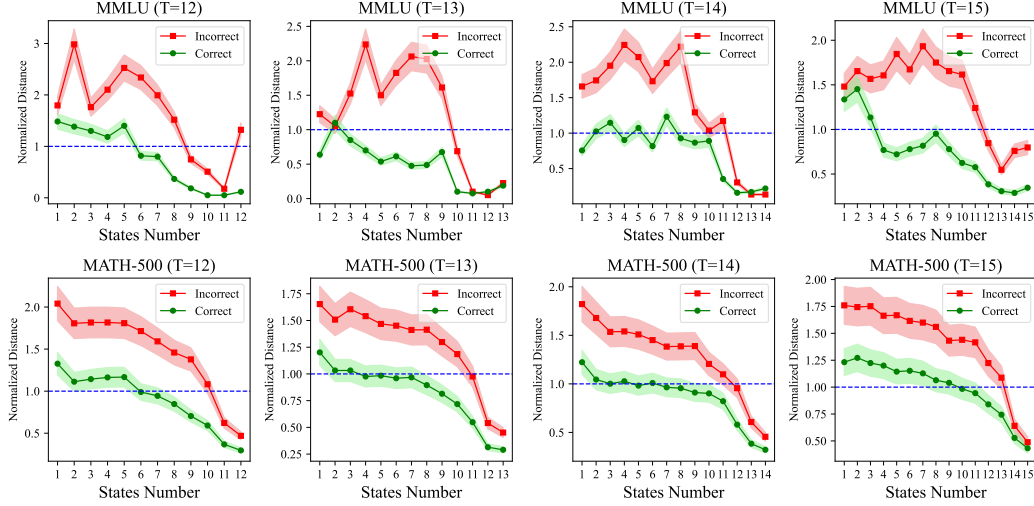 MMLU (T=12)
Normalized Distance
3
2
1
0
Incorrect
Correct
1 2 3 4 5 6 7 8 9 10 11 12
States Number
MMLU (T=13)
Normalized Distance
2.5
2.0
1.5
1.0
0.5
0.0
Incorrect
Correct
1 2 3 4 5 6 7 8 9 10 11 12 13
States Number
MMLU (T=14)
Normalized Distance
2.5
2.0
1.5
1.0
0.5
Incorrect
Correct
1 2 3 4 5 6 7 8 9 10 11 12 13 14
States Number
MMLU (T=15)
Normalized Distance
2.0
1.5
1.0
0.5
Incorrect
Correct
1 2 3 4 5 6 7 8 9 10 11 12 13 14 15
States Number
MATH-500 (T=12)
Normalized Distance
2.0
1.5
1.0
0.5
Incorrect
Correct
1 2 3 4 5 6 7 8 9 10 11 12
States Number
MATH-500 (T=13)
Normalized Distance
1.75
1.50
1.25
1.00
0.75
0.50
0.25
Incorrect
Correct
1 2 3 4 5 6 7 8 9 10 11 12 13
States Number
MATH-500 (T=14)
Normalized Distance
2.0
1.5
1.0
0.5
Incorrect
Correct
1 2 3 4 5 6 7 8 9 10 11 12 13 14
States Number
MATH-500 (T=15)
Normalized Distance
2.00
1.75
1.50
1.25
1.00
0.75
0.50
Incorrect
Correct
1 2 3 4 5 6 7 8 9 10 11 12 13 14 15
States Number